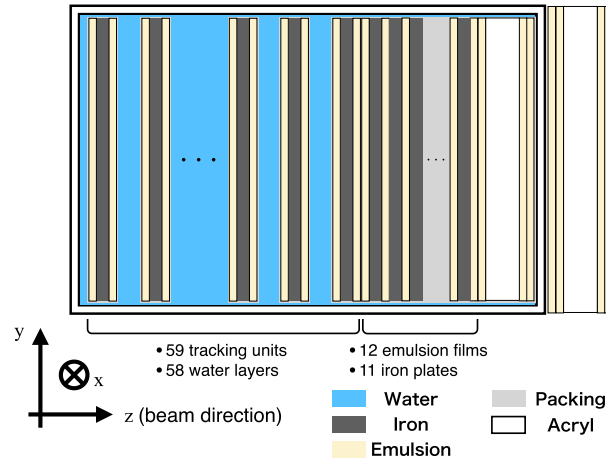 • • •
• • •
• 59 tracking units
• 58 water layers
• 12 emulsion films
• 11 iron plates
y
x
z (beam direction)
Water
Iron
Emulsion
Packing
Acryl